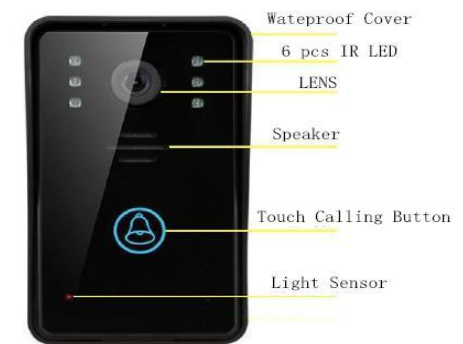 Wateproof Cover
6 pcs IR LED
LENS
Speaker
Touch Calling Button
Light Sensor